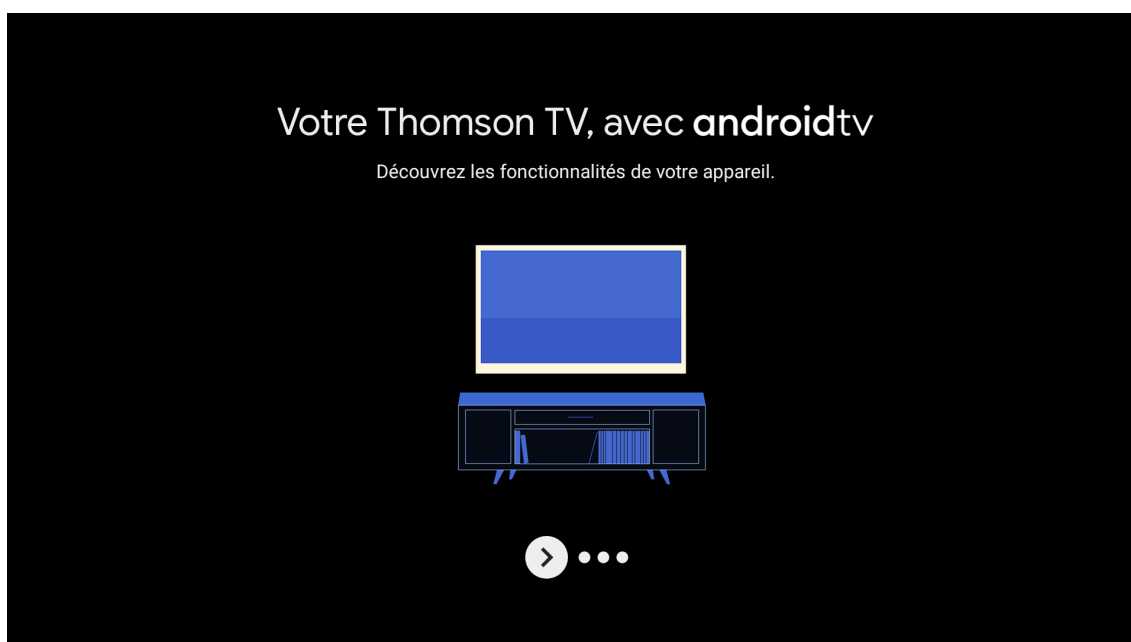 Votre Thomson TV, avec androidtv
Découvrez les fonctionnalités de votre appareil.